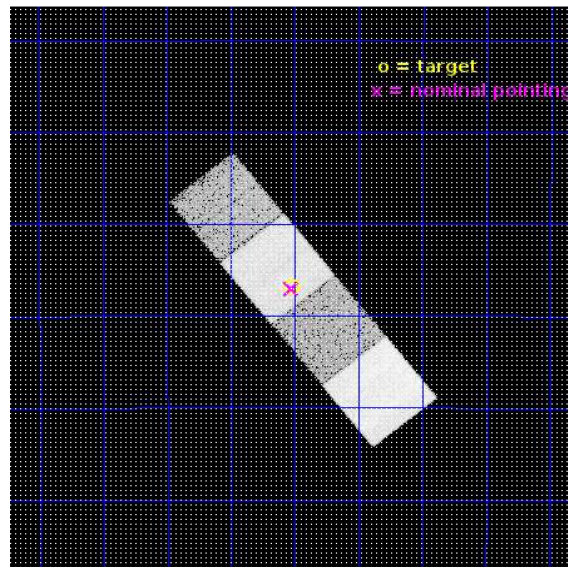 o = target
x = nominal pointing